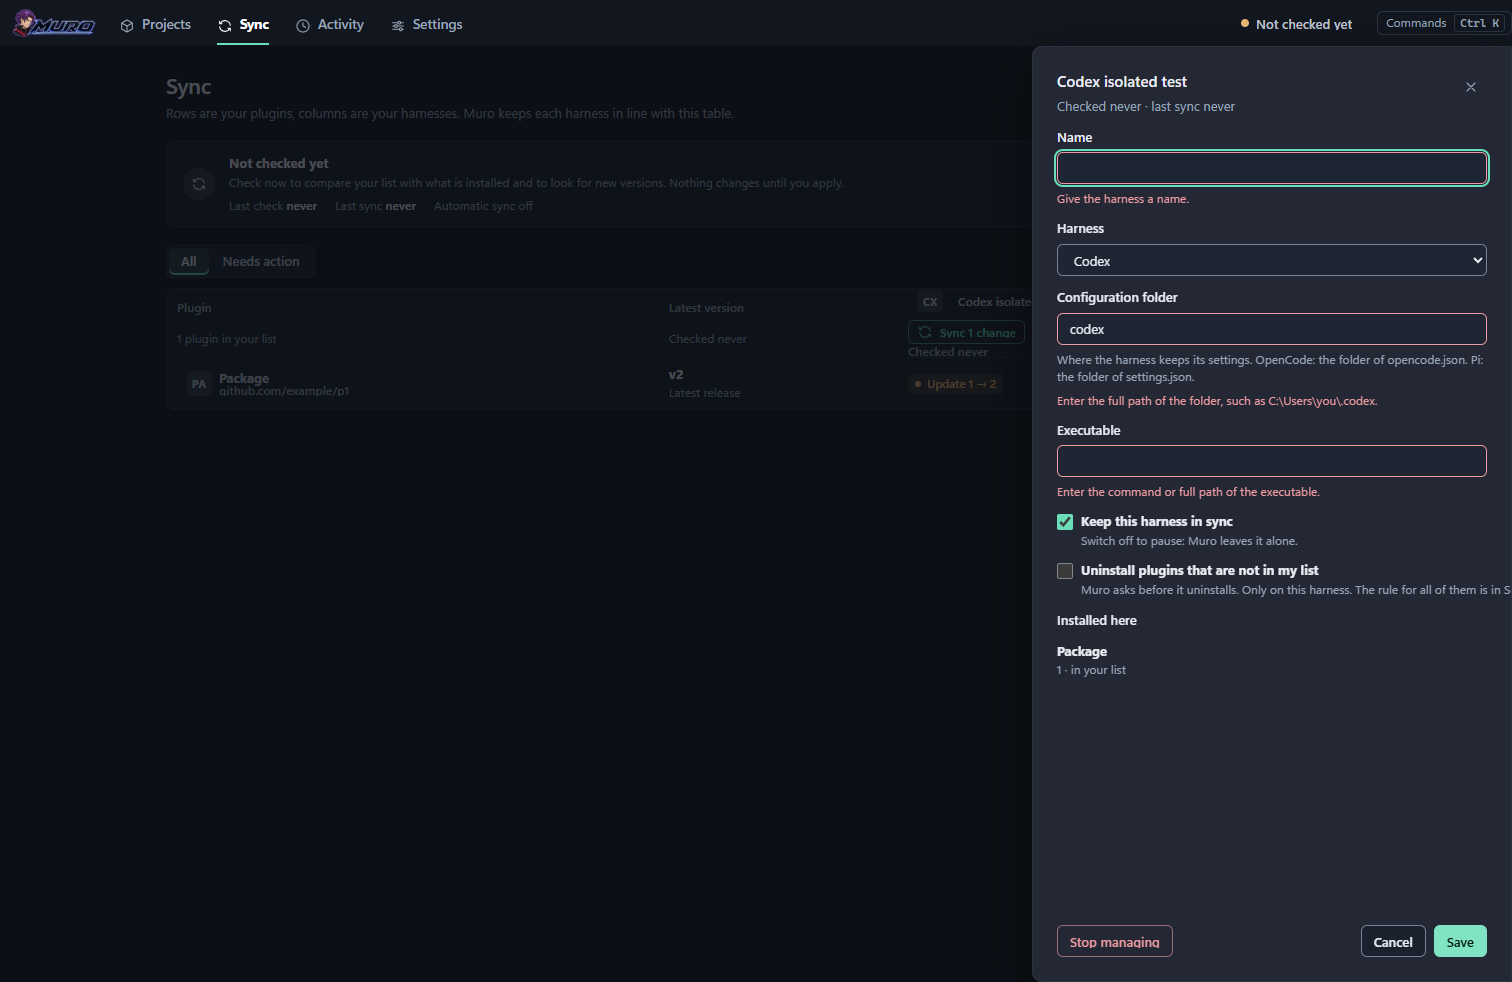 MURO
Projects
Sync
Activity
Settings
Not checked yet
Commands Ctrl K
Sync
Rows are your plugins, columns are your harnesses. Muro keeps each harness in line with this table.
Not checked yet
Check now to compare your list with what is installed and to look for new versions. Nothing changes until you apply.
Last check never Last sync never Automatic sync off
All Needs action
Plugin Latest version CX Codex isolate
1 plugin in your list Checked never Sync 1 change
Checked never
PA Package v2 Update 1 → 2
github.com/example/p1 Latest release
Codex isolated test
Checked never · last sync never
Name
Give the harness a name.
Harness
Codex
Configuration folder
codex
Where the harness keeps its settings. OpenCode: the folder of opencode.json. Pi:
the folder of settings.json.
Enter the full path of the folder, such as C:\Users\you\.codex.
Executable
Enter the command or full path of the executable.
Keep this harness in sync
Switch off to pause: Muro leaves it alone.
Uninstall plugins that are not in my list
Muro asks before it uninstalls. Only on this harness. The rule for all of them is in S
Installed here
Package
1 · in your list
Stop managing Cancel Save